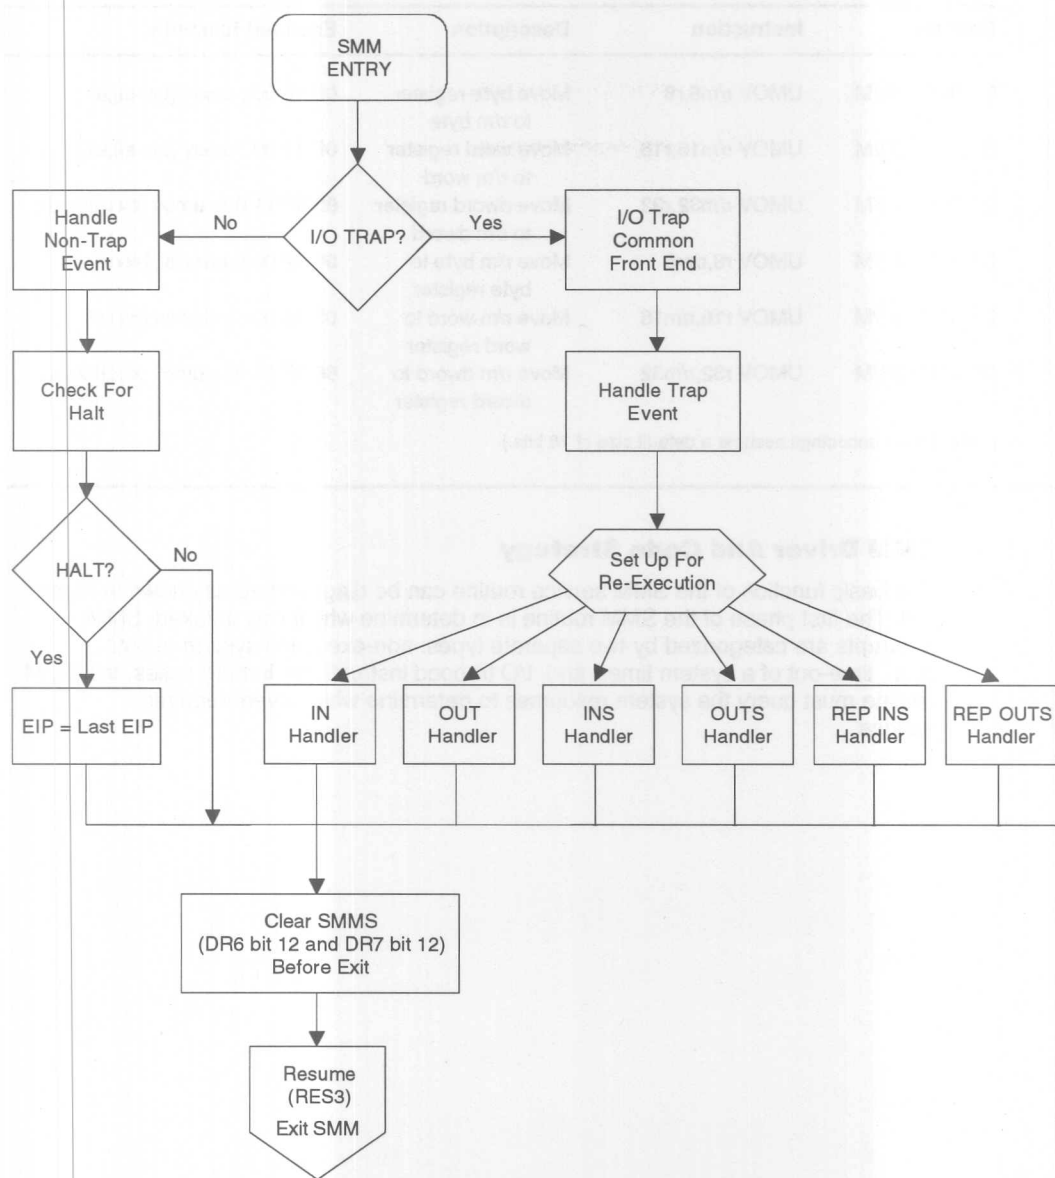 SMM
ENTRY
Handle
Non-Trap
Event
No
I/O TRAP?
Yes
I/O Trap
Common
Front End
Check For
Halt
Handle Trap
Event
HALT?
No
Set Up For
Re-Execution
Yes
EIP = Last EIP
IN
Handler
OUT
Handler
INS
Handler
OUTS
Handler
REP INS
Handler
REP OUTS
Handler
Clear SMMS
(DR6 bit 12 and DR7 bit 12)
Before Exit
Resume
(RES3)
Exit SMM